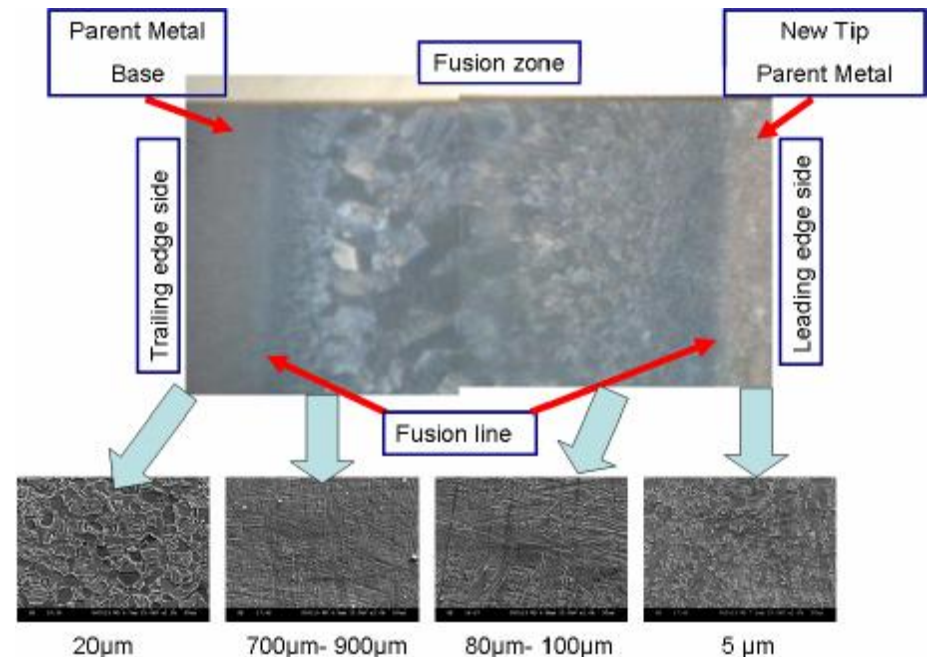 Parent Metal
Base
Fusion zone
New Tip
Parent Metal
Trailing edge side
Leading edge side
Fusion line
20µm
700µm- 900µm
80µm- 100µm
5 µm